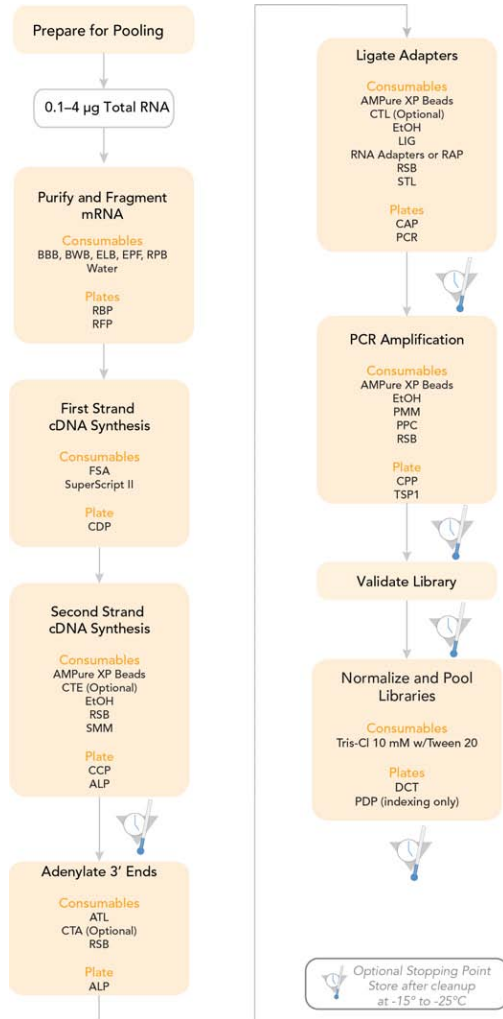 Prepare for Pooling
0.1–4 µg Total RNA
Purify and Fragment
mRNA
Consumables
BBB, BWB, ELB, EPF, RPB
Water
Plates
RBP
RFP
First Strand
cDNA Synthesis
Consumables
FSA
SuperScript II
Plate
CDP
Second Strand
cDNA Synthesis
Consumables
AMPure XP Beads
CTE (Optional)
EtOH
RSB
SMM
Plate
CCP
ALP
Adenylate 3′ Ends
Consumables
ATL
CTA (Optional)
RSB
Plate
ALP
Ligate Adapters
Consumables
AMPure XP Beads
CTL (Optional)
EtOH
LIG
RNA Adapters or RAP
RSB
STL
Plates
CAP
PCR
PCR Amplification
Consumables
AMPure XP Beads
EtOH
PMM
PPC
RSB
Plate
CPP
TSP1
Validate Library
Normalize and Pool
Libraries
Consumables
Tris-Cl 10 mM w/Tween 20
Plates
DCT
PDP (indexing only)
Optional Stopping Point
Store after cleanup
at -15° to -25°C